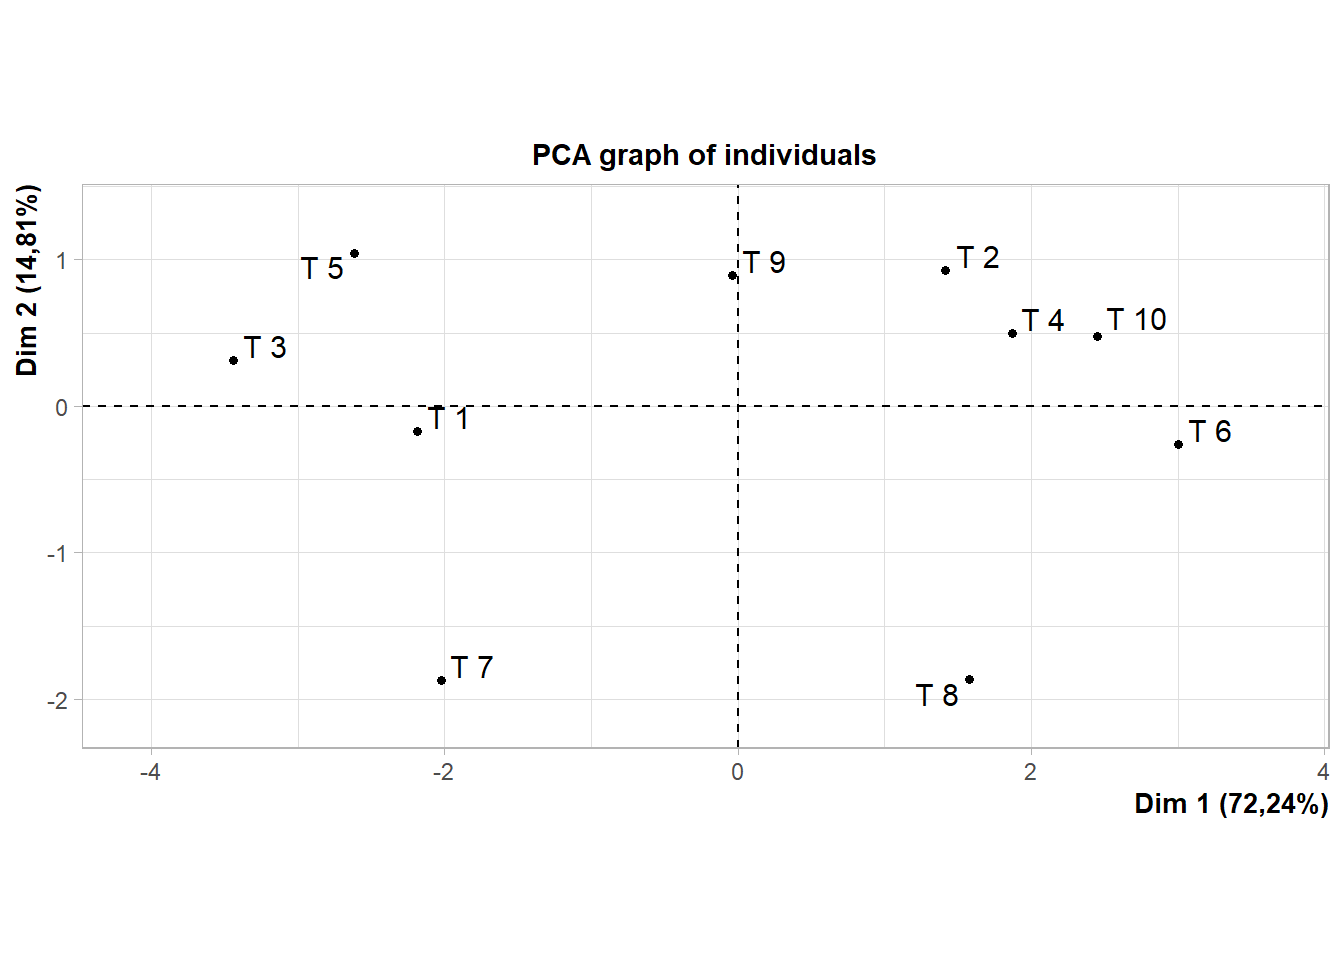 PCA graph of individuals
Dim 2 (14,81%)
1
0
-1
-2
T 5
T 9
T 2
T 3
T 4
T 10
T 1
T 6
T 7
T 8
-4
-2
0
2
4
Dim 1 (72,24%)